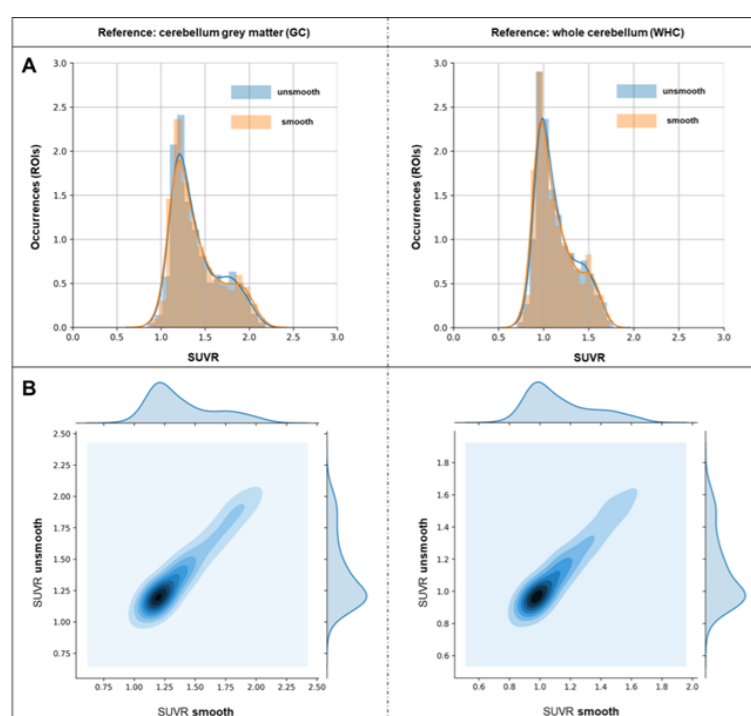 Reference: cerebellum grey matter (GC)
Reference: whole cerebellum (WHC)
A
3.0
2.5
2.0
1.5
1.0
0.5
0.0
Occurrences (ROIs)
unsmooth
smooth
0.0 0.5 1.0 1.5 2.0 2.5 3.0
SUVR
3.0
2.5
2.0
1.5
1.0
0.5
0.0
Occurrences (ROIs)
unsmooth
smooth
0.0 0.5 1.0 1.5 2.0 2.5 3.0
SUVR
B
2.50
2.25
2.00
1.75
1.50
1.25
1.00
0.75
SUVR unsmooth
0.75 1.00 1.25 1.50 1.75 2.00 2.25 2.50
SUVR smooth
1.8
1.6
1.4
1.2
1.0
0.8
0.6
SUVR unsmooth
0.6 0.8 1.0 1.2 1.4 1.6 1.8 2.0
SUVR smooth